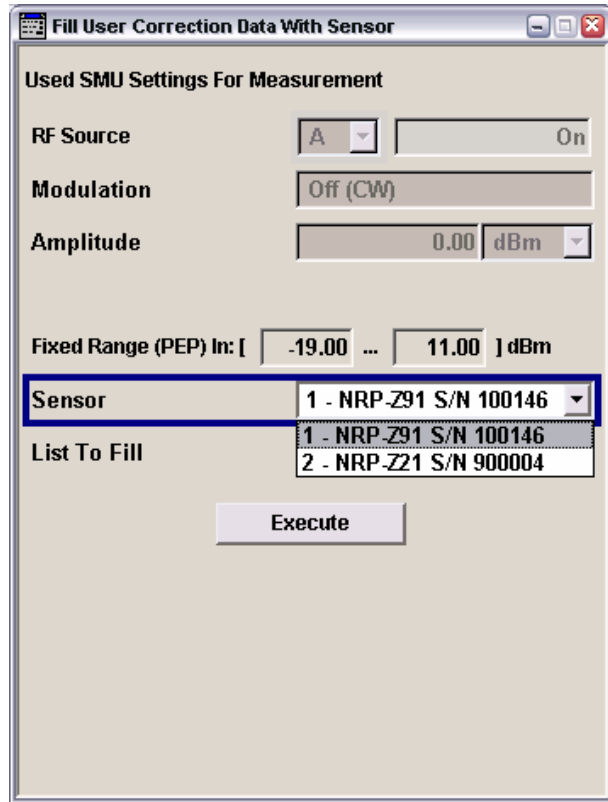 Fill User Correction Data With Sensor
Used SMU Settings For Measurement
RF Source A On
Modulation Off (CW)
Amplitude 0.00 dBm
Fixed Range (PEP) In: [ -19.00 ... 11.00 ] dBm
Sensor 1 - NRP-Z91 S/N 100146
1 - NRP-Z91 S/N 100146
List To Fill 2 - NRP-Z21 S/N 900004
Execute